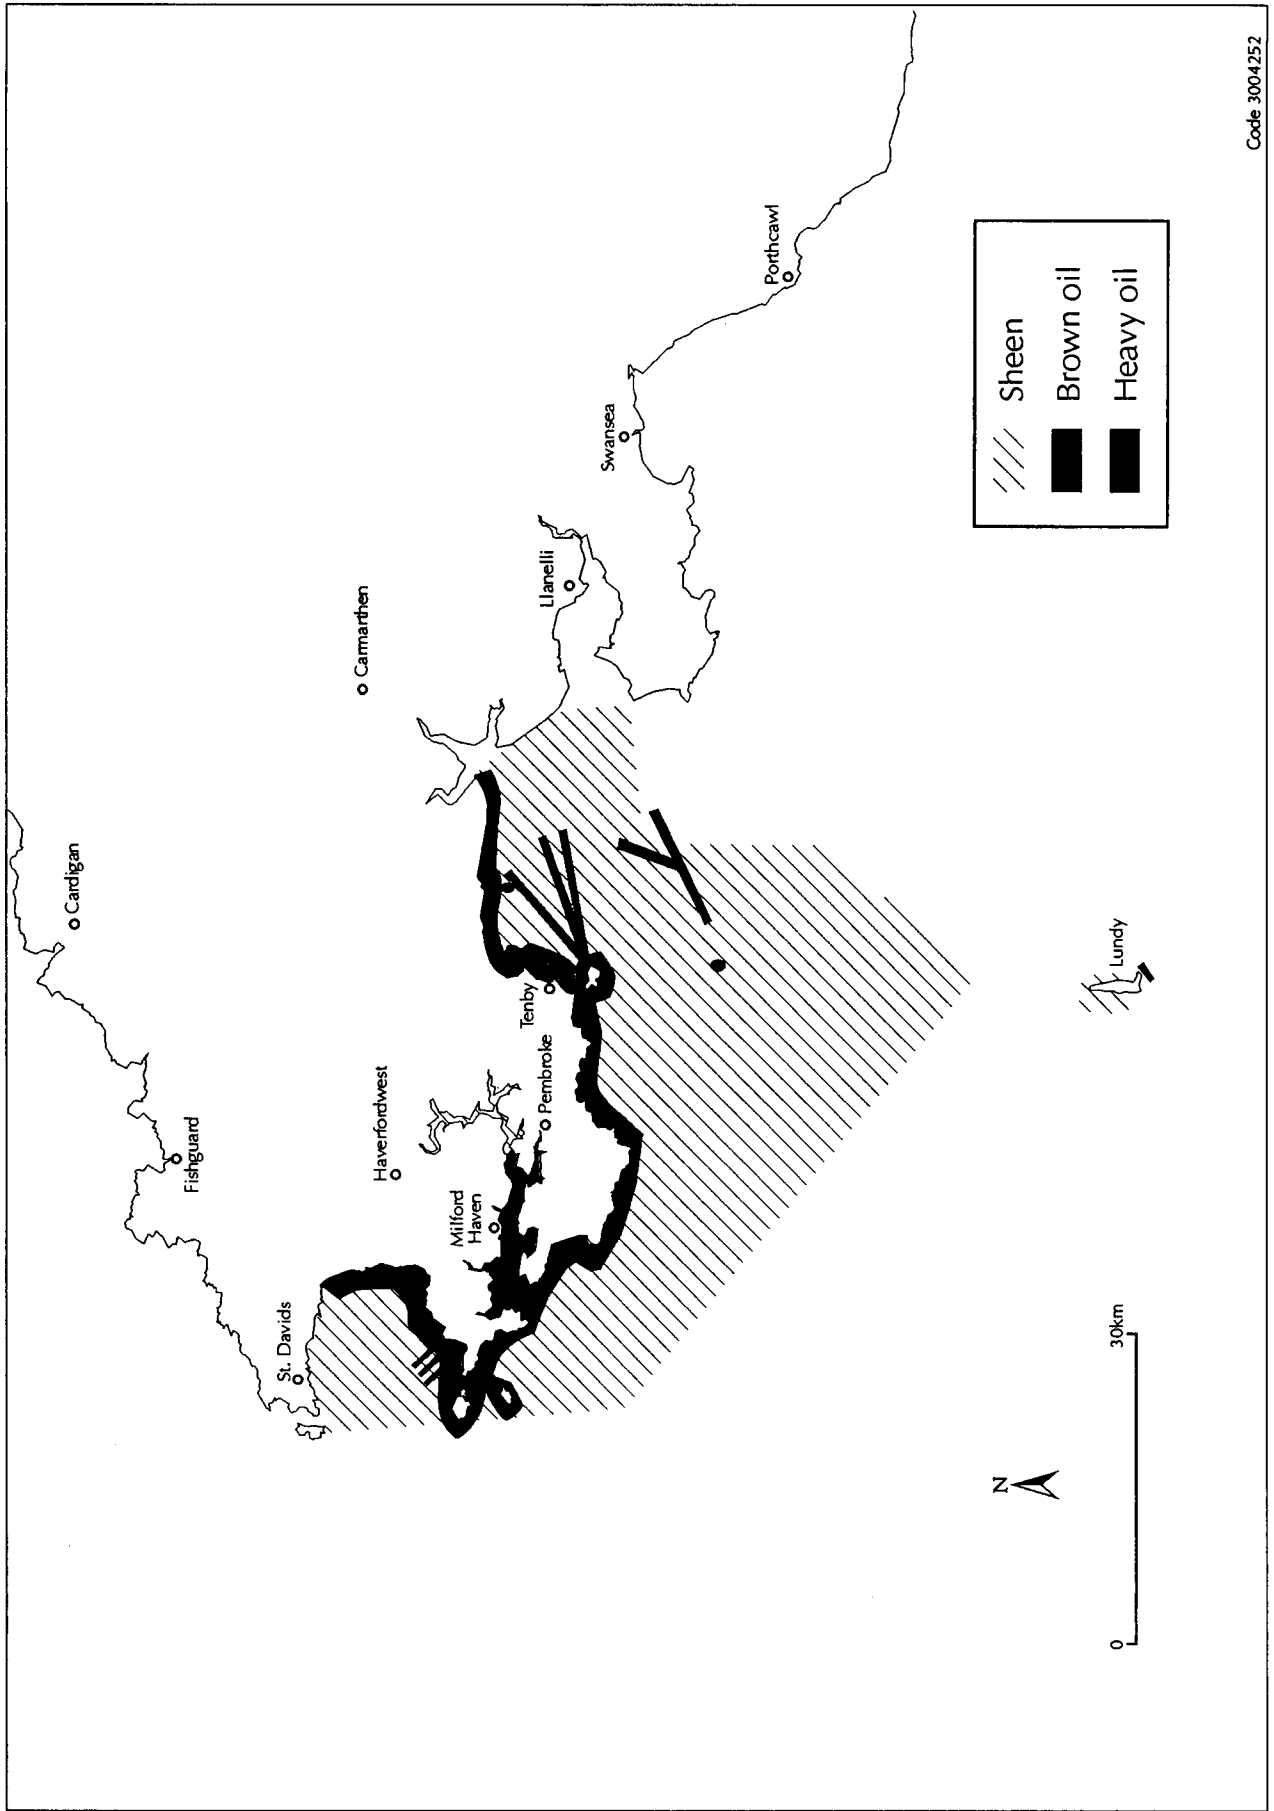 Cardigan
Fishguard
St. Davids
Carmarthen
Haverfordwest
Milford
Haven
Pembroke
Tenby
Llanelli
Swansea
Porthcawl
Lundy
N
0
30km
Sheen
Brown oil
Heavy oil
Code 3004252